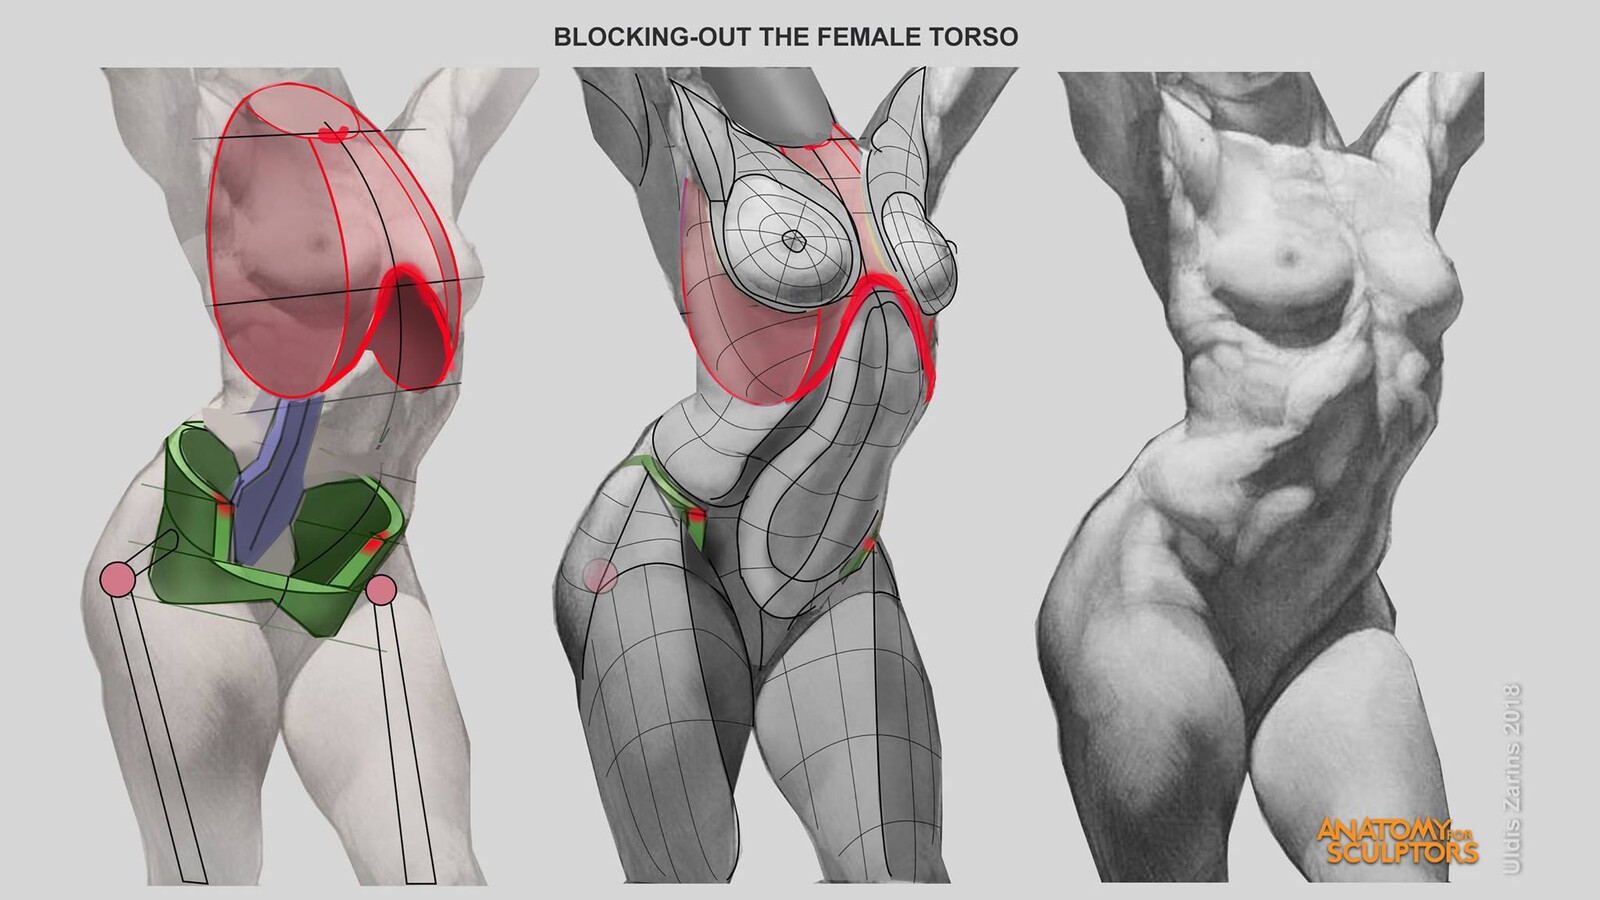 BLOCKING-OUT THE FEMALE TORSO
Uldis Zarins 2018
ANATOMY FOR
SCULPTORS